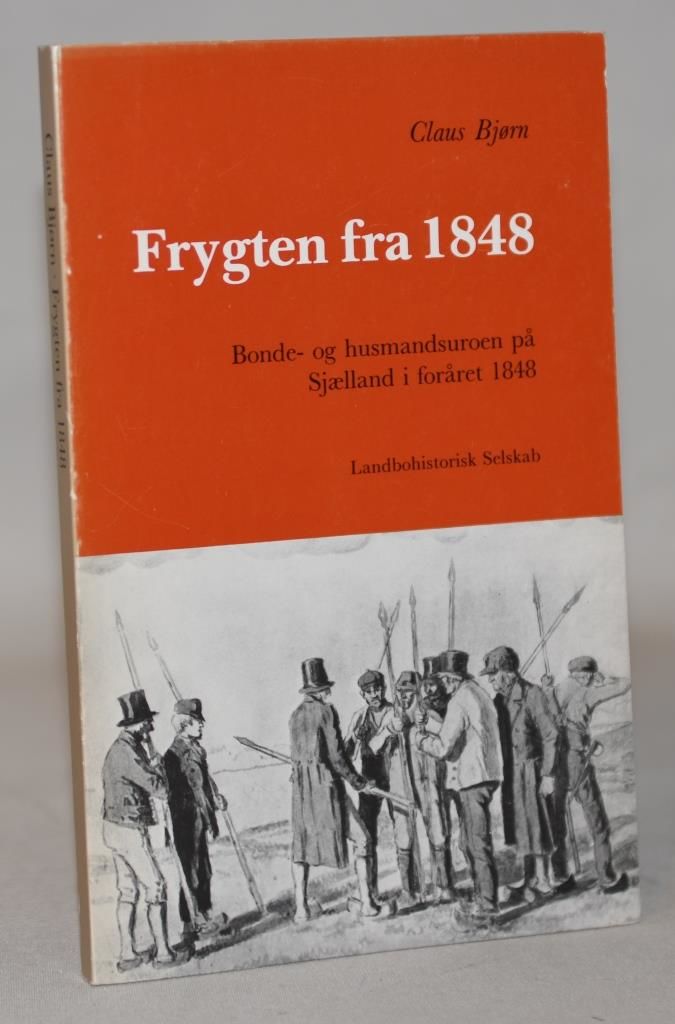 Claus Bjørn
Frygten fra 1848
Bonde- og husmandsuroen på
Sjælland i foråret 1848
Landbohistorisk Selskab
Claus Bjørn · Frygten fra 1848